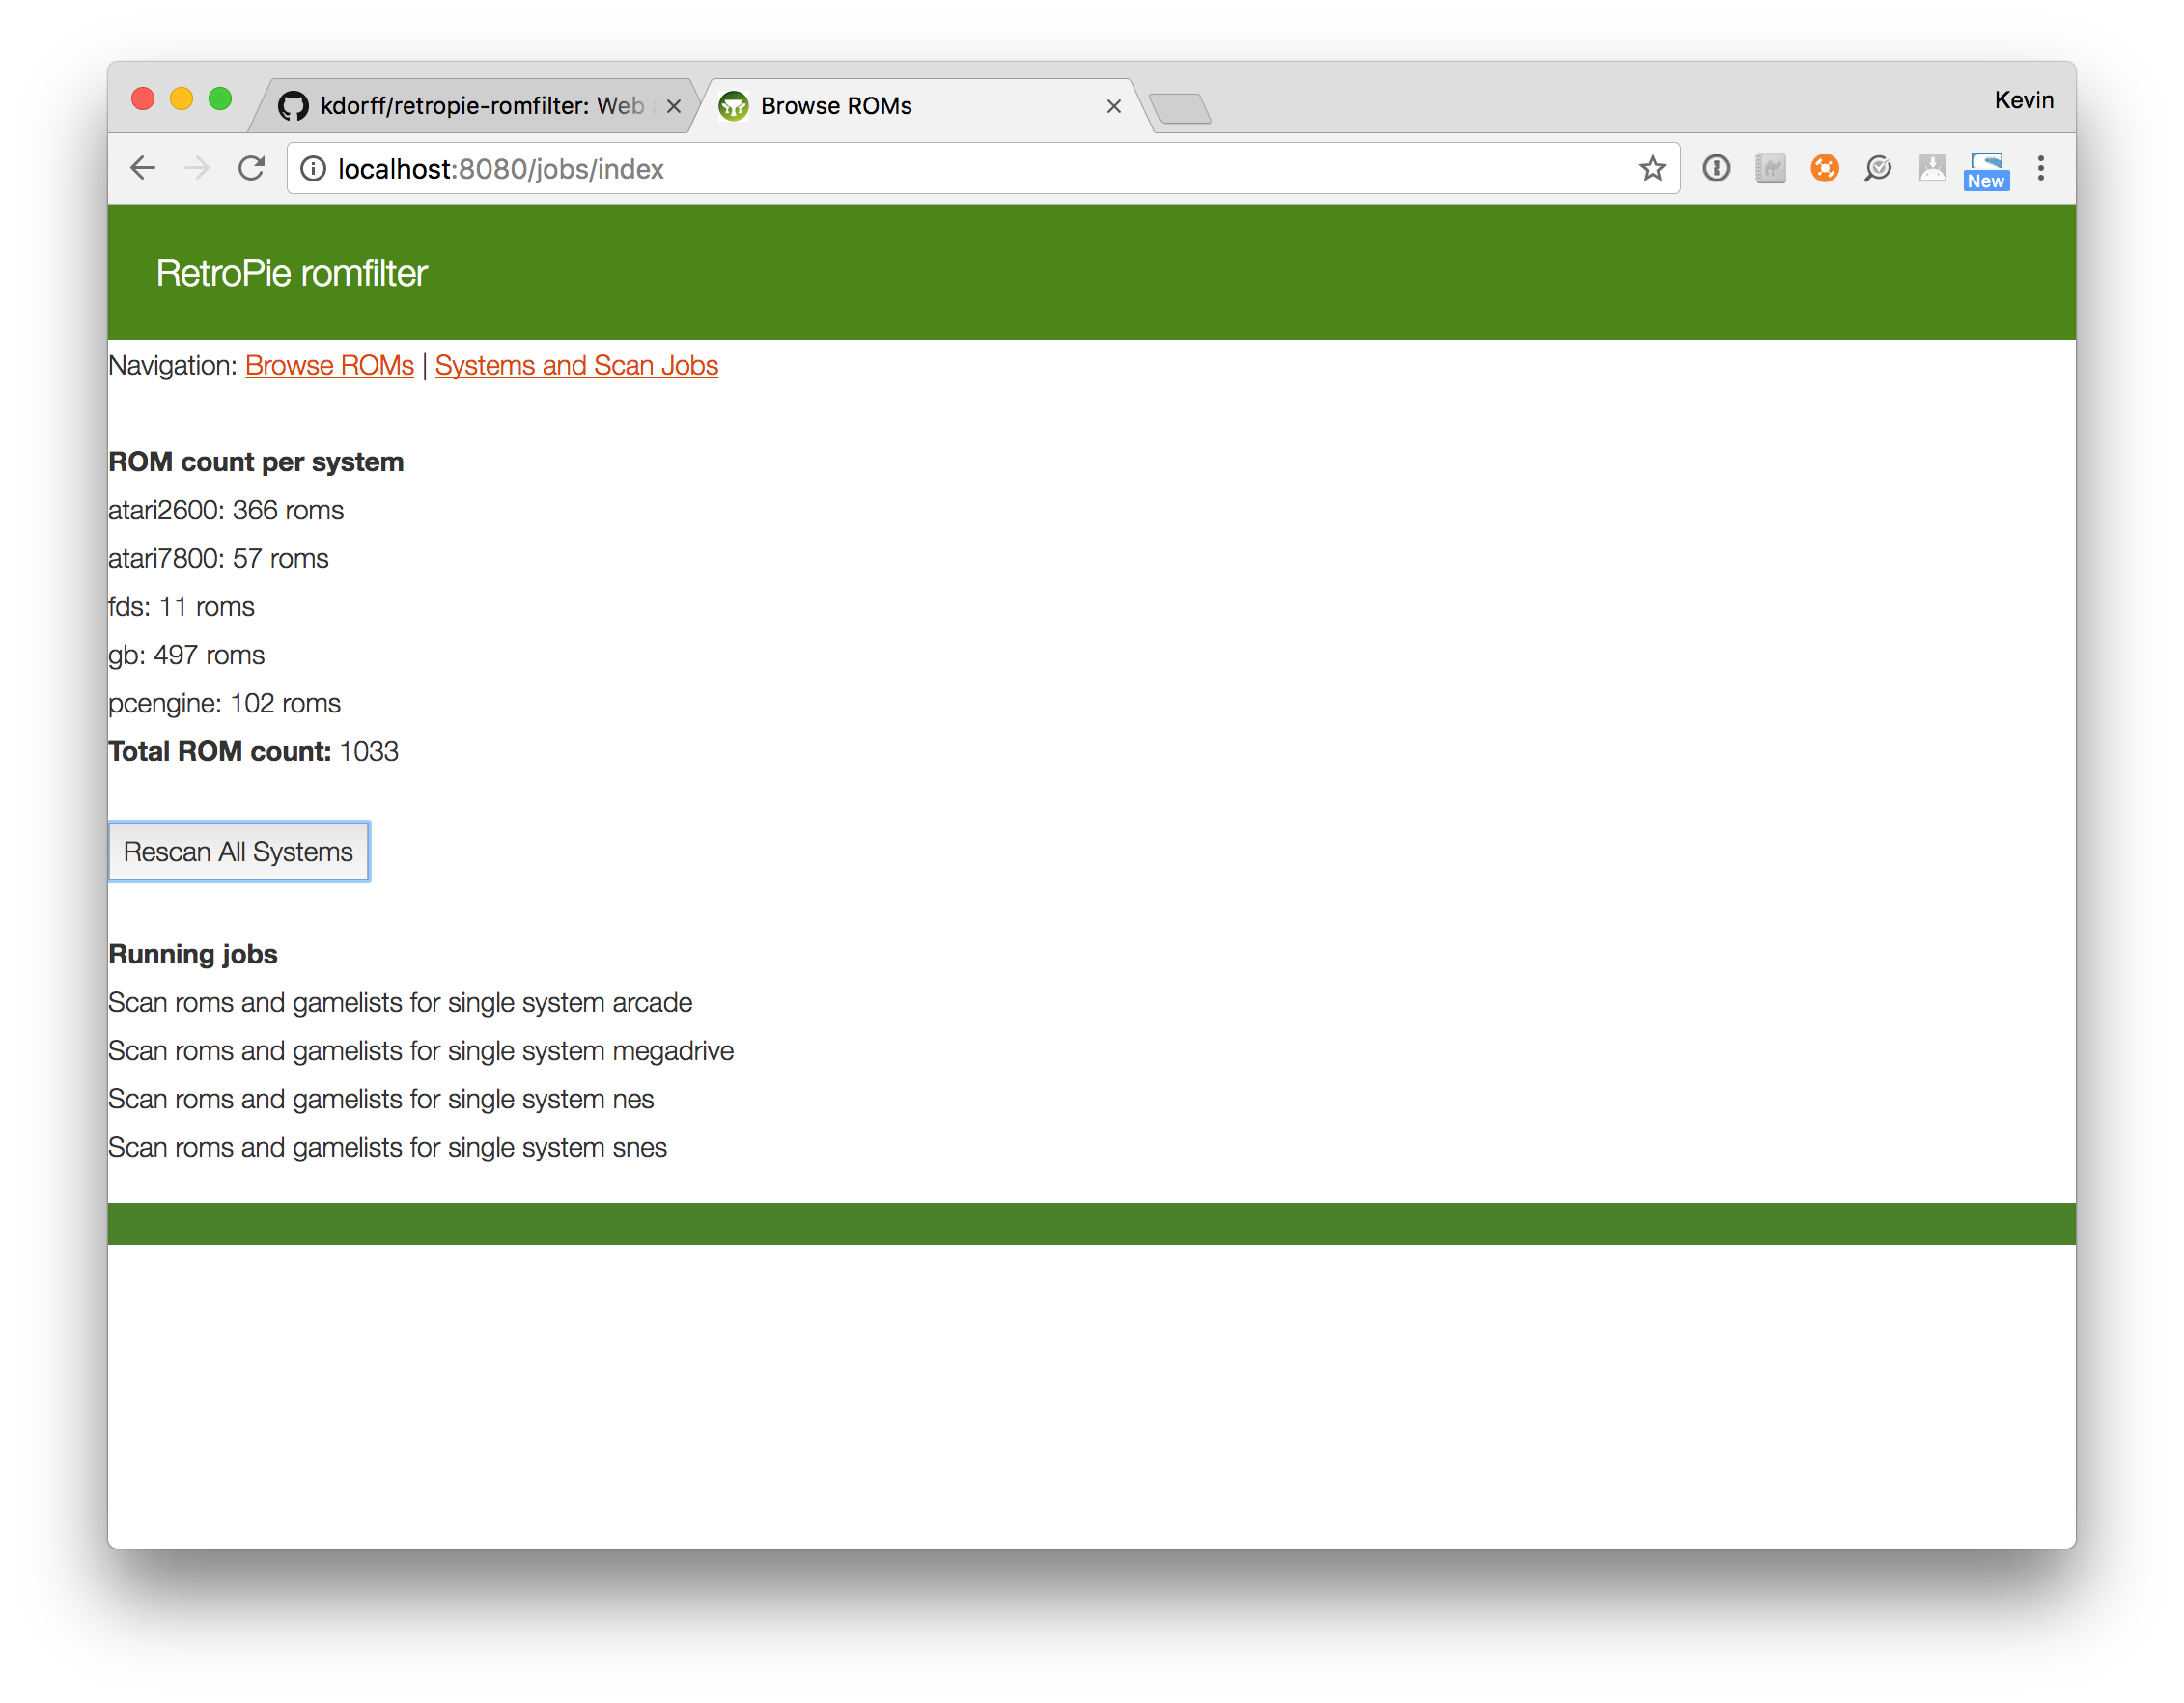 kdorff/retropie-romfilter: Web
Browse ROMs
Kevin
localhost:8080/jobs/index
New
RetroPie romfilter
Navigation: Browse ROMs | Systems and Scan Jobs
ROM count per system
atari2600: 366 roms
atari7800: 57 roms
fds: 11 roms
gb: 497 roms
pcengine: 102 roms
Total ROM count: 1033
Rescan All Systems
Running jobs
Scan roms and gamelists for single system arcade
Scan roms and gamelists for single system megadrive
Scan roms and gamelists for single system nes
Scan roms and gamelists for single system snes